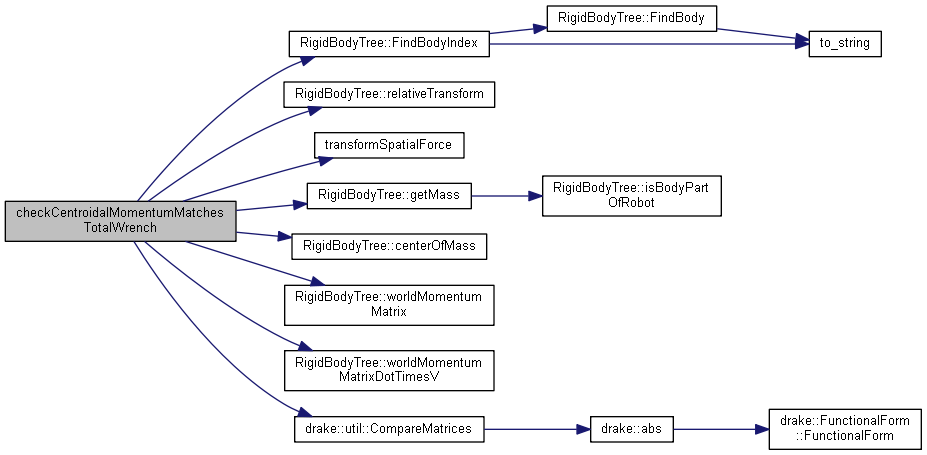 RigidBodyTree::FindBody
RigidBodyTree::FindBodyIndex
to_string
RigidBodyTree::relativeTransform
transformSpatialForce
RigidBodyTree::getMass
RigidBodyTree::isBodyPart
OfRobot
checkCentroidalMomentumMatches
TotalWrench
RigidBodyTree::centerOfMass
RigidBodyTree::worldMomentum
Matrix
RigidBodyTree::worldMomentum
MatrixDotTimesV
drake::util::CompareMatrices
drake::abs
drake::FunctionalForm
::FunctionalForm